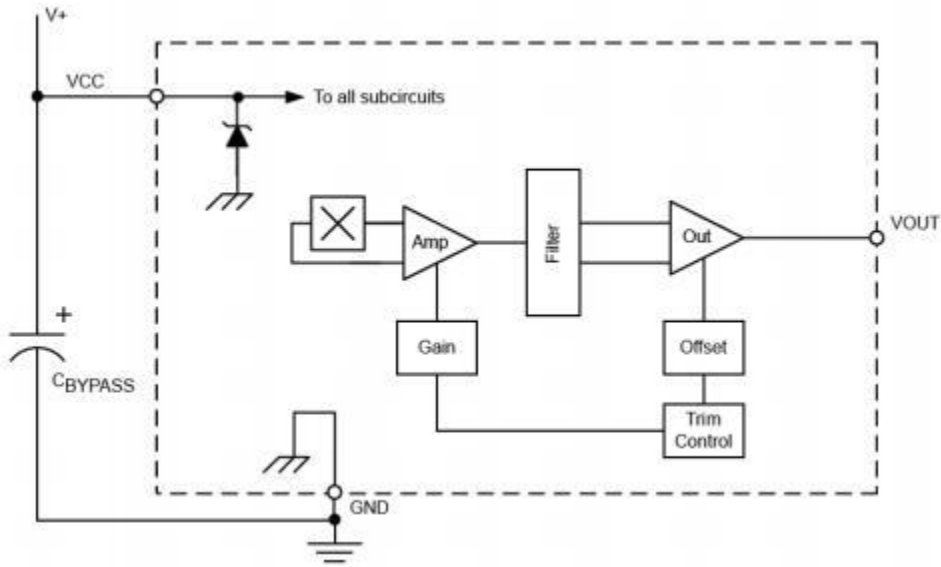 V+
VCC
To all subcircuits
Amp
Filter
Out
VOUT
Gain
Offset
+
CBYPASS
Trim
Control
GND